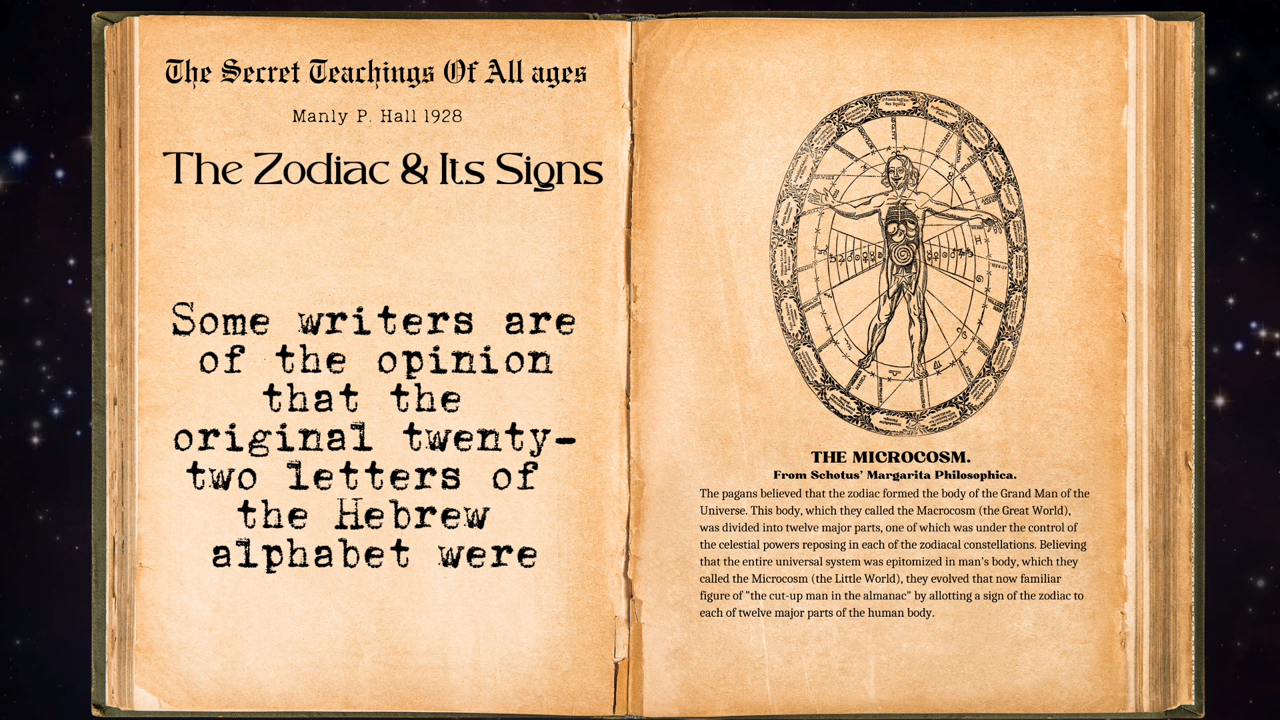 The Secret Teachings Of All ages
Manly P. Hall 1928
The Zodiac & Its Signs
Some writers are
of the opinion
that the
original twenty-
two letters of
the Hebrew
alphabet were
THE MICROCOSM.
From Schotus' Margarita Philosophica.
The pagans believed that the zodiac formed the body of the Grand Man of the
Universe. This body, which they called the Macrocosm (the Great World),
was divided into twelve major parts, one of which was under the control of
the celestial powers reposing in each of the zodiacal constellations. Believing
that the entire universal system was epitomized in man's body, which they
called the Microcosm (the Little World), they evolved that now familiar
figure of "the cut-up man in the almanac" by allotting a sign of the zodiac to
each of twelve major parts of the human body.